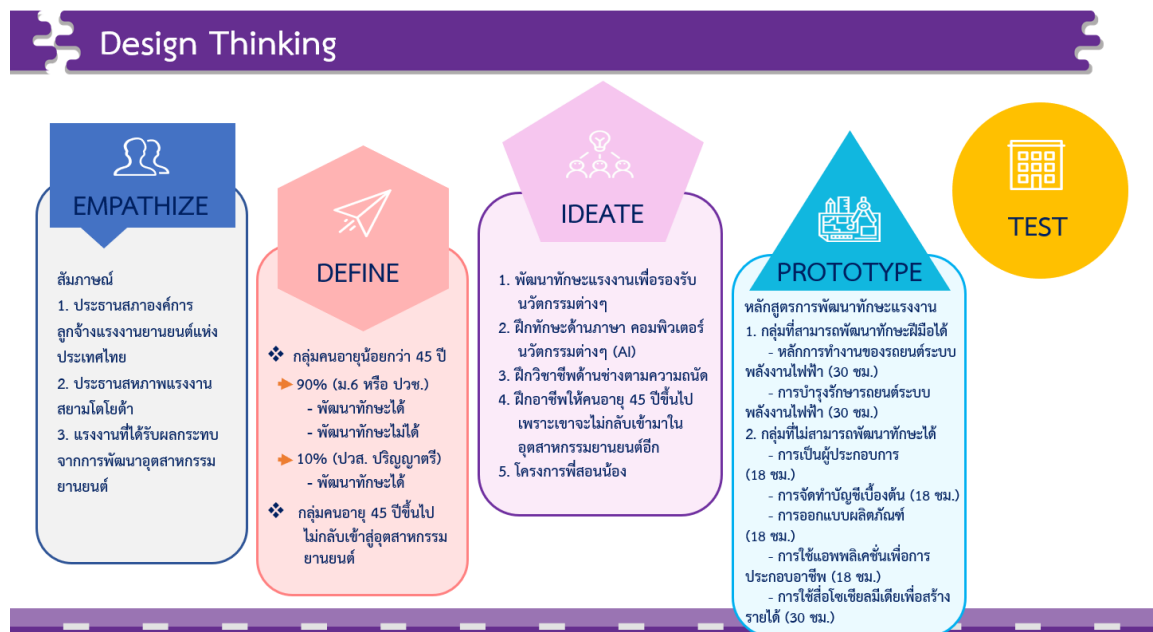 Design Thinking
EMPATHIZE
สัมภาษณ์
1. ประธานสภาองค์การ
ลูกจ้างแรงงานยานยนต์แห่ง
ประเทศไทย
2. ประธานสหภาพแรงงาน
สยามโตโยต้า
3. แรงงานที่ได้รับผลกระทบ
จากการพัฒนาอุตสาหกรรม
ยานยนต์
DEFINE
❖ กลุ่มคนอายุน้อยกว่า 45 ปี
90% (ม.6 หรือ ปวช.)
- พัฒนาทักษะได้
- พัฒนาทักษะไม่ได้
10% (ปวส. ปริญญาตรี)
- พัฒนาทักษะได้
❖ กลุ่มคนอายุ 45 ปีขึ้นไป
ไม่กลับเข้าสู่อุตสาหกรรม
ยานยนต์
IDEATE
1. พัฒนาทักษะแรงงานเพื่อรองรับ
นวัตกรรมต่างๆ
2. ฝึกทักษะด้านภาษา คอมพิวเตอร์
นวัตกรรมต่างๆ (AI)
3. ฝึกวิชาชีพด้านช่างตามความถนัด
4. ฝึกอาชีพให้คนอายุ 45 ปีขึ้นไป
เพราะเขาจะไม่กลับเข้ามาใน
อุตสาหกรรมยานยนต์อีก
5. โครงการพี่สอนน้อง
PROTOTYPE
หลักสูตรการพัฒนาทักษะแรงงาน
1. กลุ่มที่สามารถพัฒนาทักษะฝีมือได้
- หลักการทำงานของรถยนต์ระบบ
พลังงานไฟฟ้า (30 ชม.)
- การบำรุงรักษารถยนต์ระบบ
พลังงานไฟฟ้า (30 ชม.)
2. กลุ่มที่ไม่สามารถพัฒนาทักษะได้
- การเป็นผู้ประกอบการ
(18 ชม.)
- การจัดทำบัญชีเบื้องต้น (18 ชม.)
- การออกแบบผลิตภัณฑ์
(18 ชม.)
- การใช้แอพพลิเคชั่นเพื่อการ
ประกอบอาชีพ (18 ชม.)
- การใช้สื่อโซเชียลมีเดียเพื่อสร้าง
รายได้ (30 ชม.)
TEST